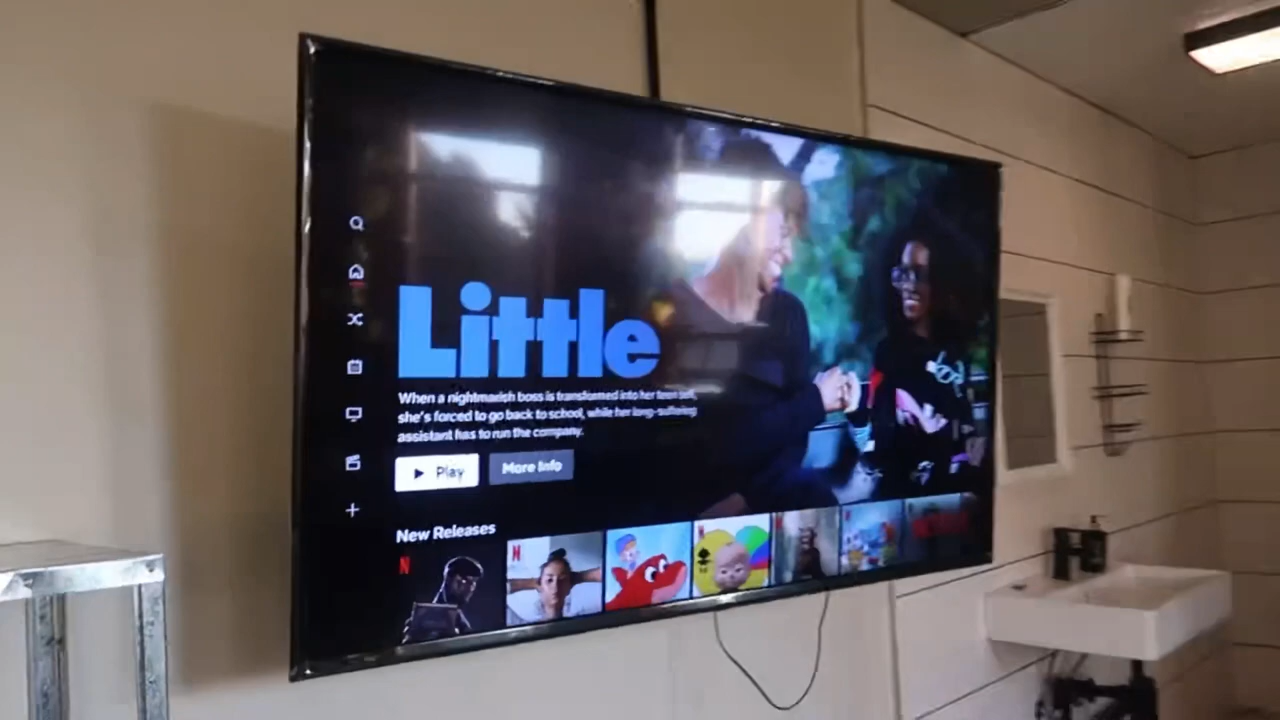 Little
When a nightmarish boss is transformed into her teen self,
she's forced to go back to school, while her long-suffering
assistant has to run the company.
Play
More Info
New Releases
N
N